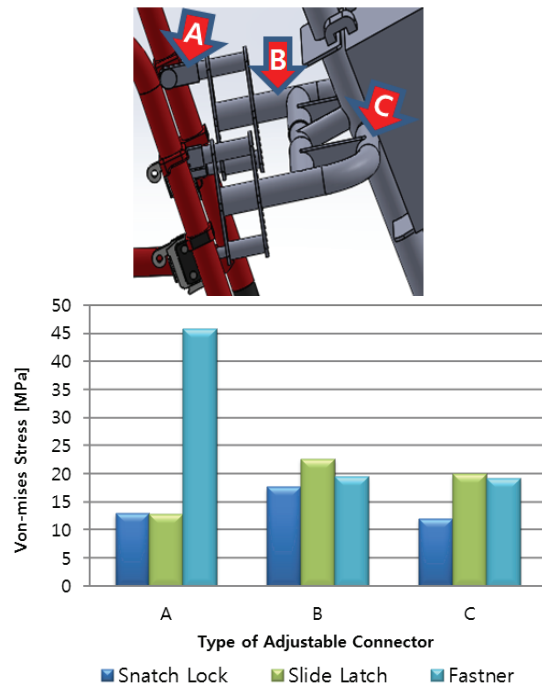 A
B
C
50
45
40
35
30
25
20
15
10
5
0
Von-mises Stress [MPa]
A B C
Type of Adjustable Connector
Snatch Lock Slide Latch Fastner